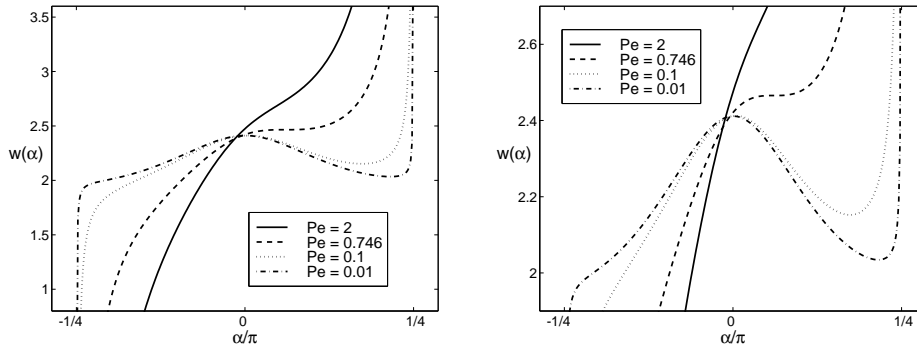 3.5
3
2.5
w(α)
2
1.5
1
Pe = 2
Pe = 0.746
Pe = 0.1
Pe = 0.01
-1/4
0
1/4
α/π
2.6
2.4
w(α)
2.2
2
Pe = 2
Pe = 0.746
Pe = 0.1
Pe = 0.01
-1/4
0
1/4
α/π